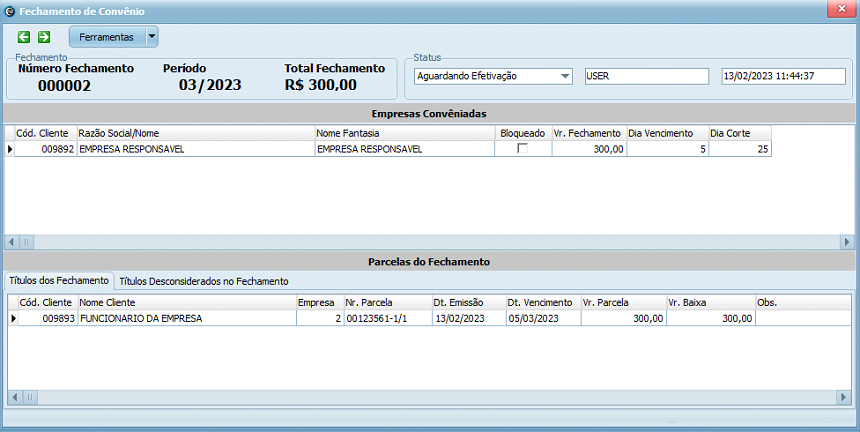 Fechamento de Convênio
Ferramentas
Fechamento
Número Fechamento Período Total Fechamento
000002 03/2023 R$ 300,00
Status
Aguardando Efetivação USER 13/02/2023 11:44:37
Empresas Convêniadas
Cód. Cliente Razão Social/Nome Nome Fantasia Bloqueado Vr. Fechamento Dia Vencimento Dia Corte
009892 EMPRESA RESPONSAVEL EMPRESA RESPONSAVEL 300,00 5 25
Parcelas do Fechamento
Títulos dos Fechamento Títulos Desconsiderados no Fechamento
Cód. Cliente Nome Cliente Empresa Nr. Parcela Dt. Emissão Dt. Vencimento Vr. Parcela Vr. Baixa Obs.
009893 FUNCIONARIO DA EMPRESA 2 00123561-1/1 13/02/2023 05/03/2023 300,00 300,00